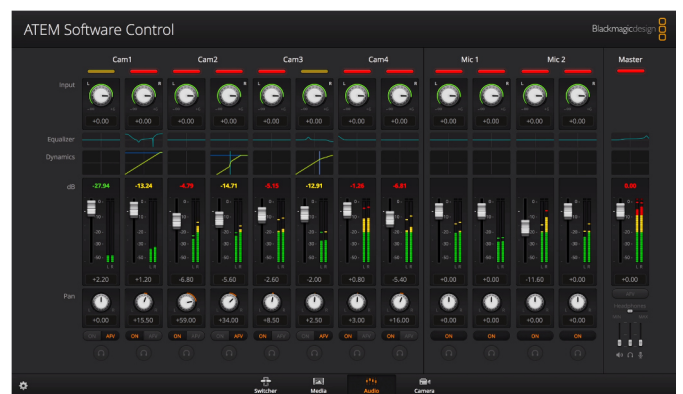 ATEM Software Control
Blackmagicdesign
Cam1 Cam2 Cam3 Cam4 Mic 1 Mic 2 Master
Input L R L R L R L R L R L R
+0.00 +0.00 +0.00 +0.00 +0.00 +0.00 +0.00 +0.00 +0.00 +0.00 +0.00 +0.00
Equalizer
Dynamics
dB -27.94 -13.24 -4.79 -14.71 -5.15 -12.91 -1.26 -6.81 0.80
+2.20 +1.20 -6.80 -5.60 -2.60 -2.00 +0.80 -5.40 +0.00 +0.00 -11.60 +0.00 +0.00
Pan
+0.00 +15.50 +59.00 +34.00 +8.50 +2.50 +3.00 +16.00 +0.00 +0.00 +0.00 +0.00
ON AFV ON AFV ON AFV ON AFV ON AFV ON AFV ON AFV ON AFV ON ON ON ON
AFV
Switcher Media Audio Camera